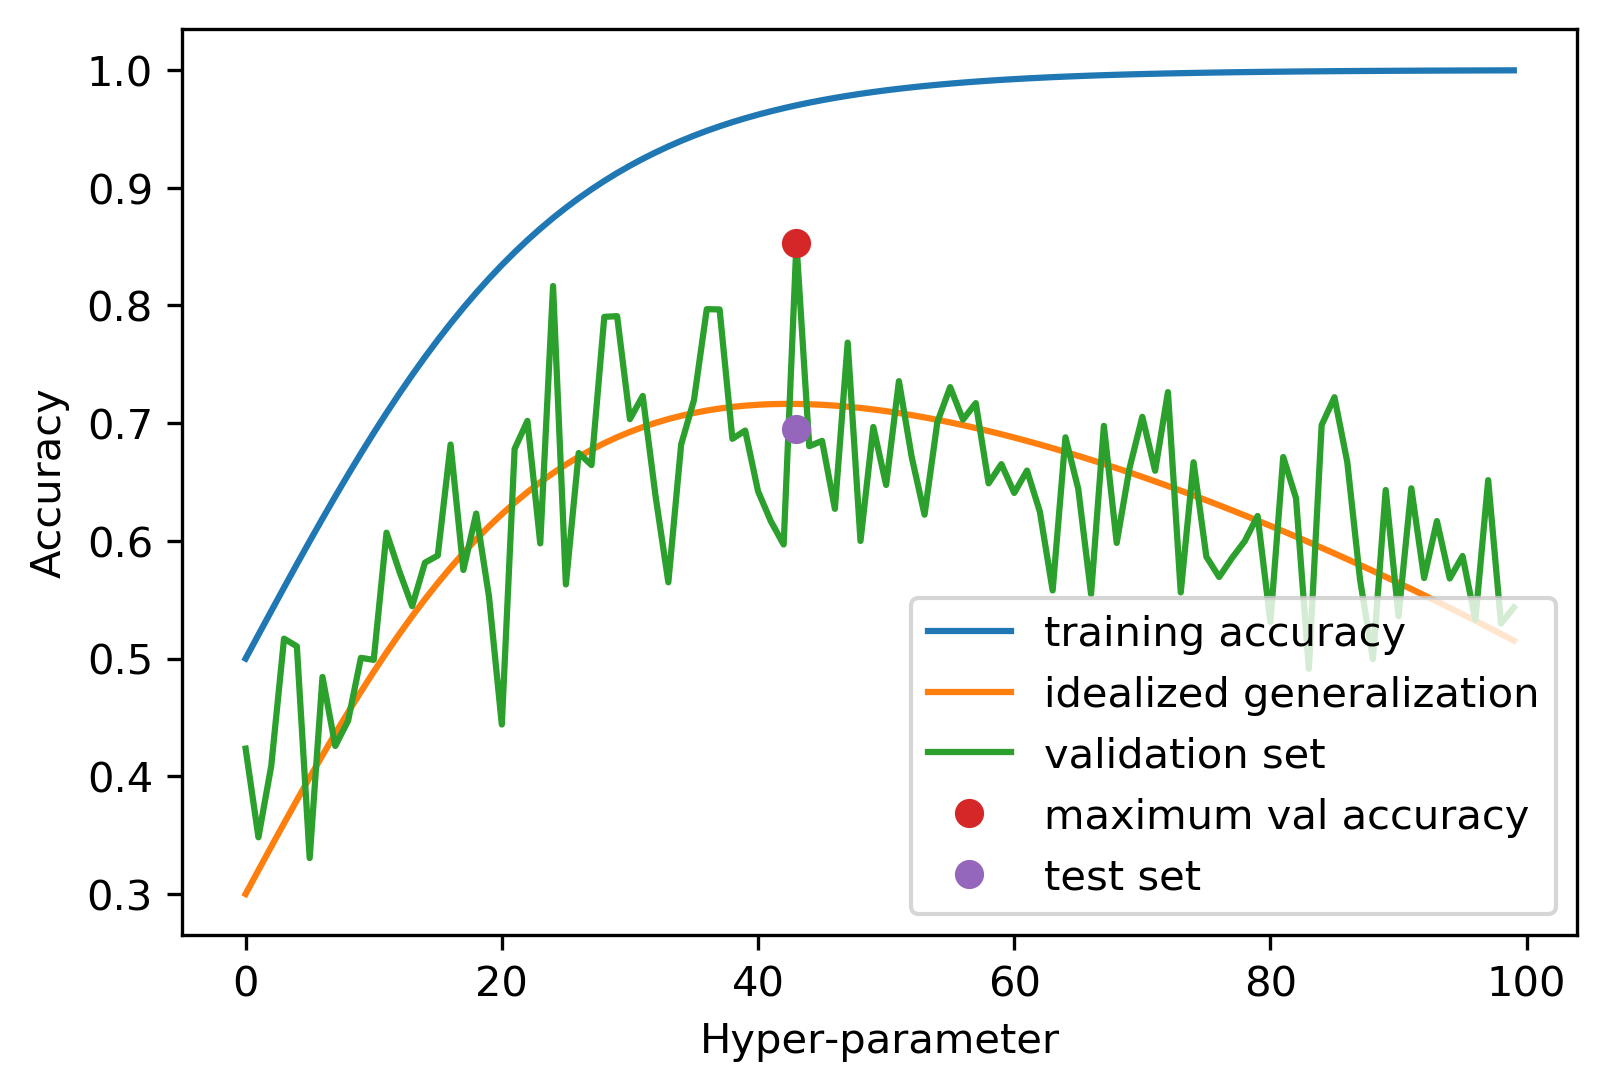 1.0
0.9
0.8
0.7
0.6
0.5
0.4
0.3
Accuracy
training accuracy
idealized generalization
validation set
maximum val accuracy
test set
0 20 40 60 80 100
Hyper-parameter